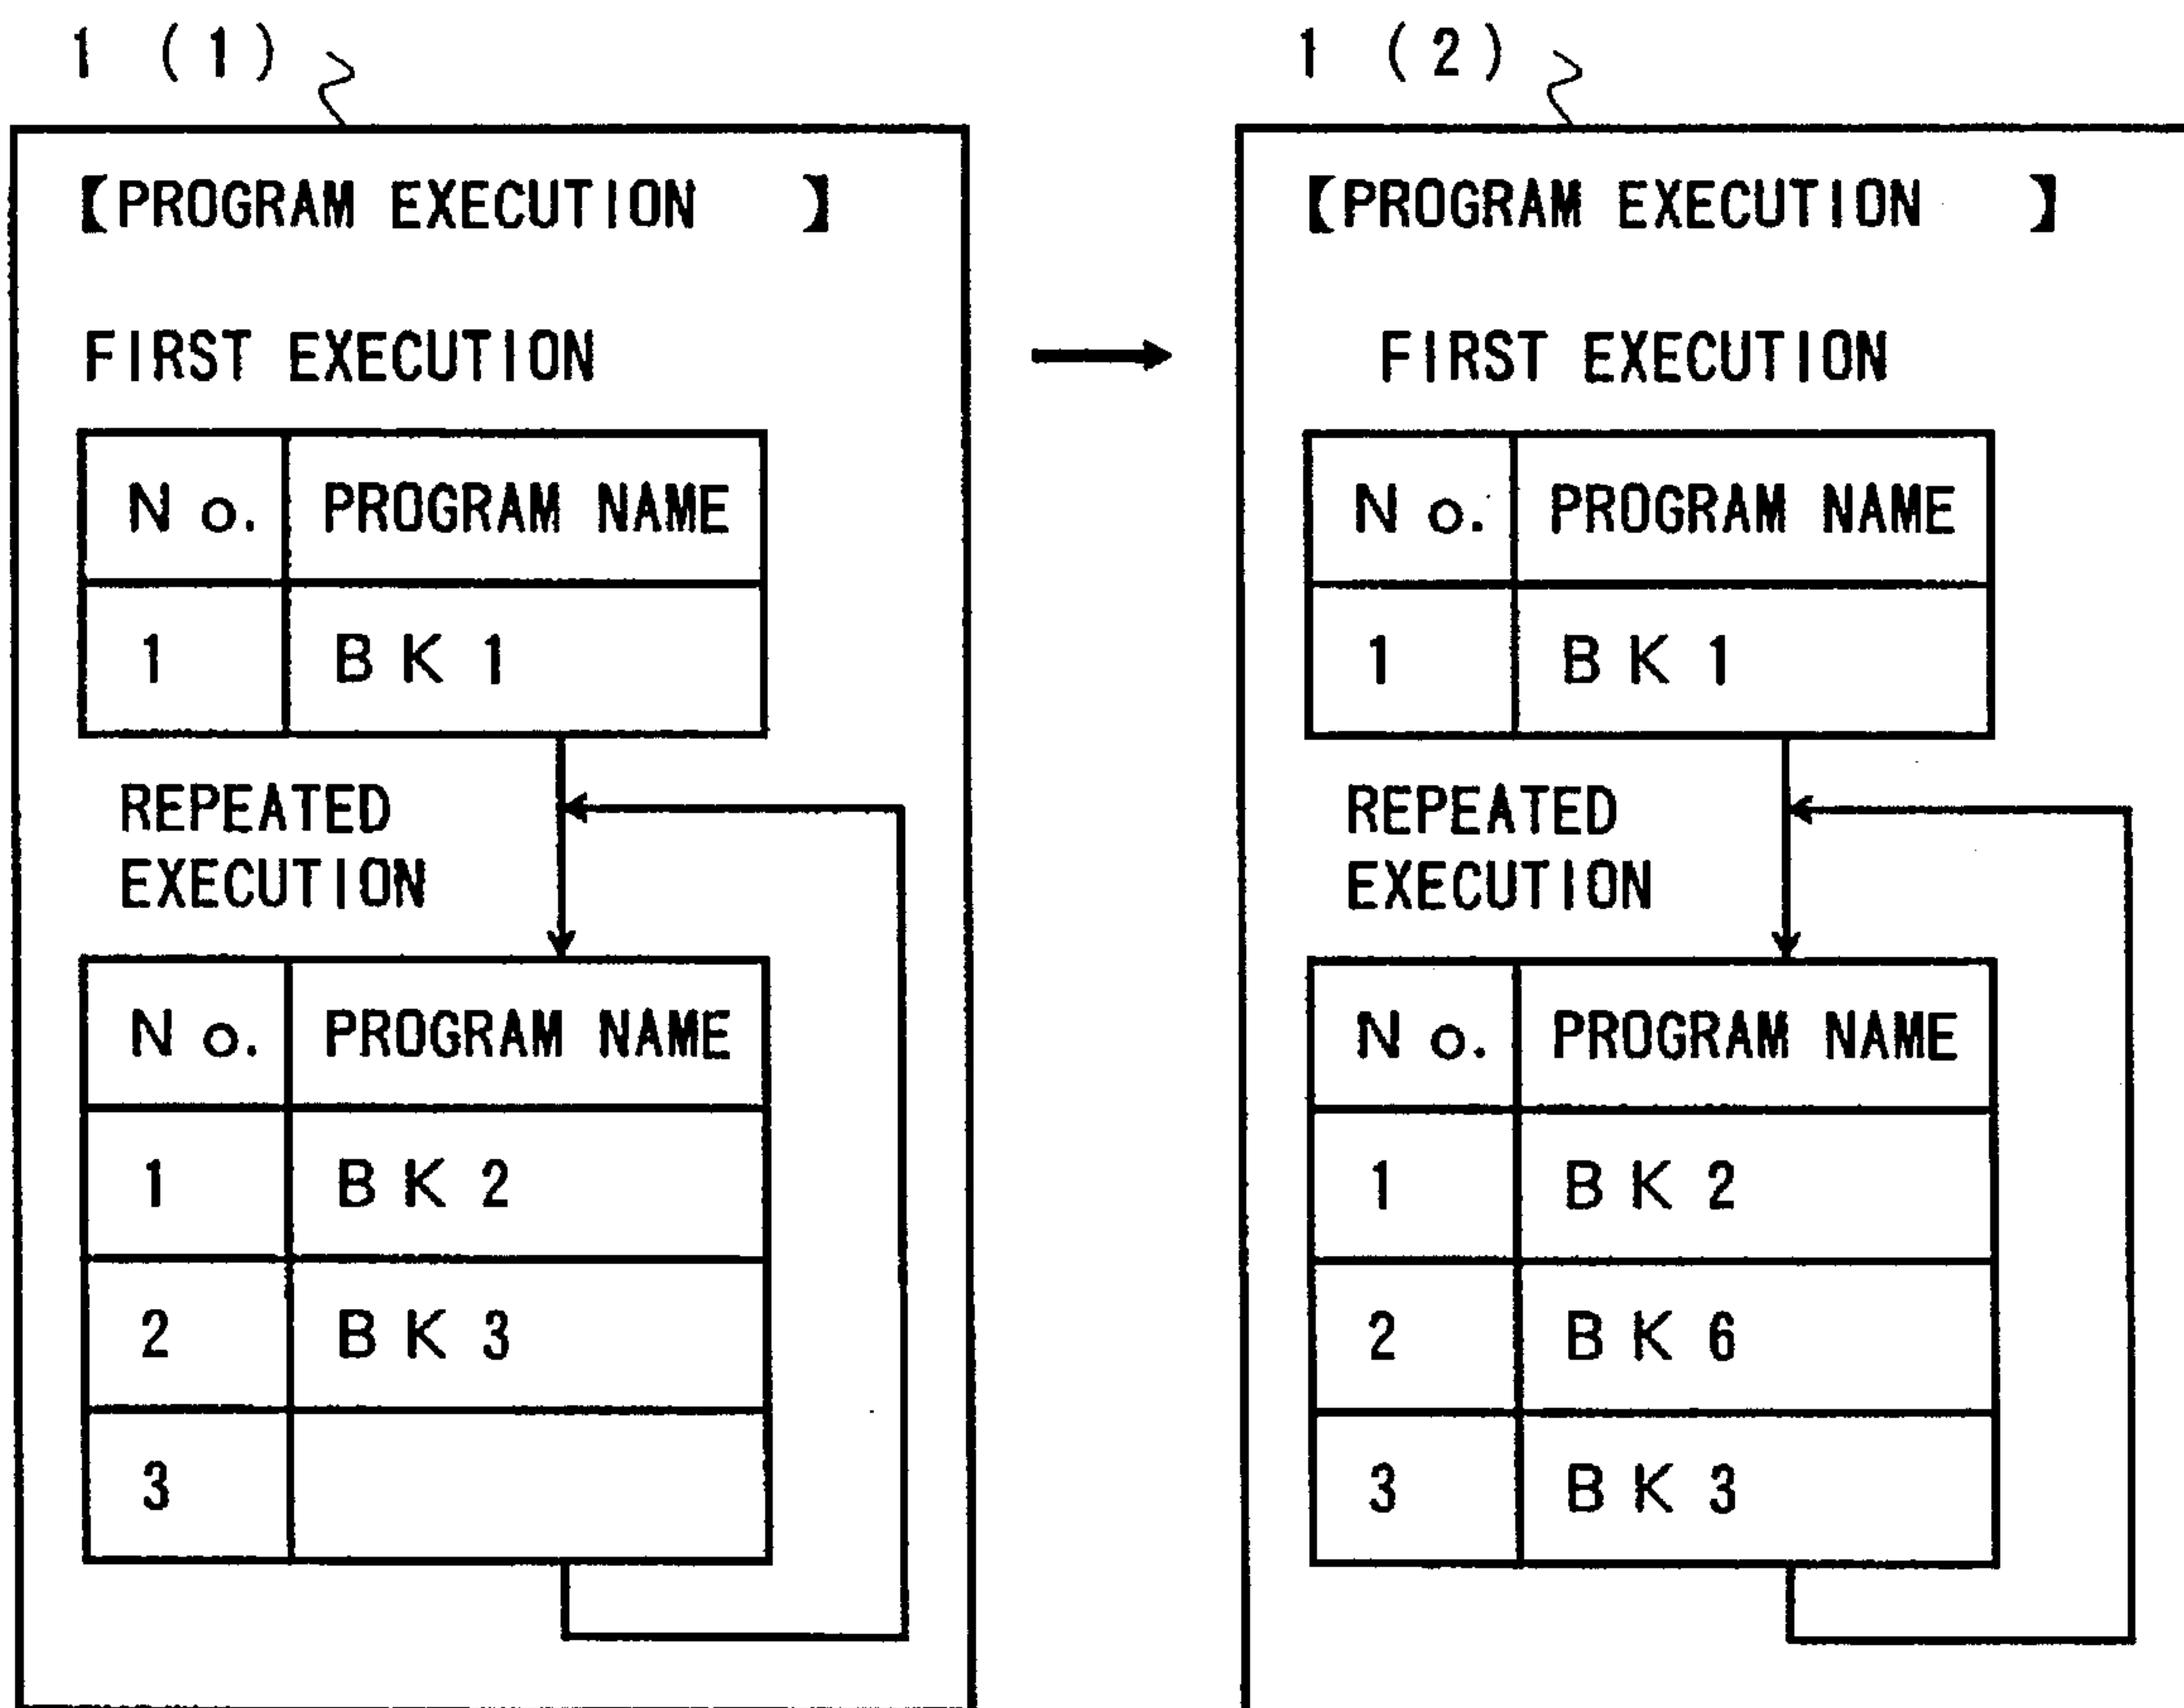 1 (1)
【PROGRAM EXECUTION 】
FIRST EXECUTION
No. PROGRAM NAME
1 BK1
REPEATED
EXECUTION
No. PROGRAM NAME
1 BK2
2 BK3
3
1 (2)
【PROGRAM EXECUTION 】
FIRST EXECUTION
No. PROGRAM NAME
1 BK1
REPEATED
EXECUTION
No. PROGRAM NAME
1 BK2
2 BK6
3 BK3